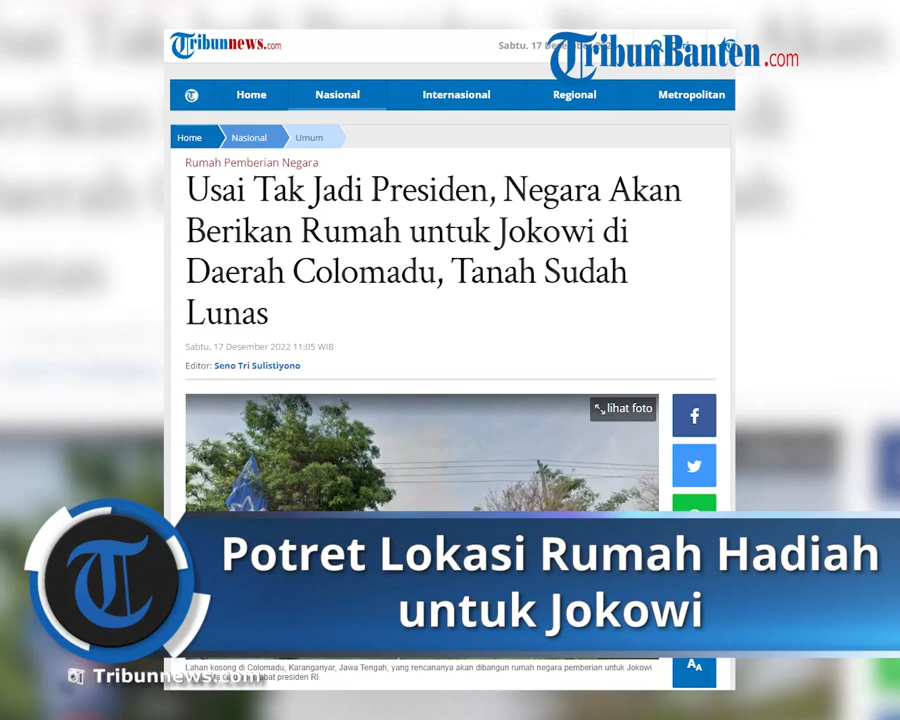 Tribunnews.com
Sabtu, 17
TribunBanten.com
Home Nasional Internasional Regional Metropolitan
Home Nasional Umum
Rumah Pemberian Negara
Usai Tak Jadi Presiden, Negara Akan
Berikan Rumah untuk Jokowi di
Daerah Colomadu, Tanah Sudah
Lunas
Sabtu, 17 Desember 2022 11:05 WIB
Editor: Seno Tri Sulistiyono
lihat foto
Potret Lokasi Rumah Hadiah
untuk Jokowi
Lahan kosong di Colomadu, Karanganyar, Jawa Tengah, yang rencananya akan dibangun rumah negara pemberian untuk Jokowi
presiden RI.
Tribunnews.com
AA